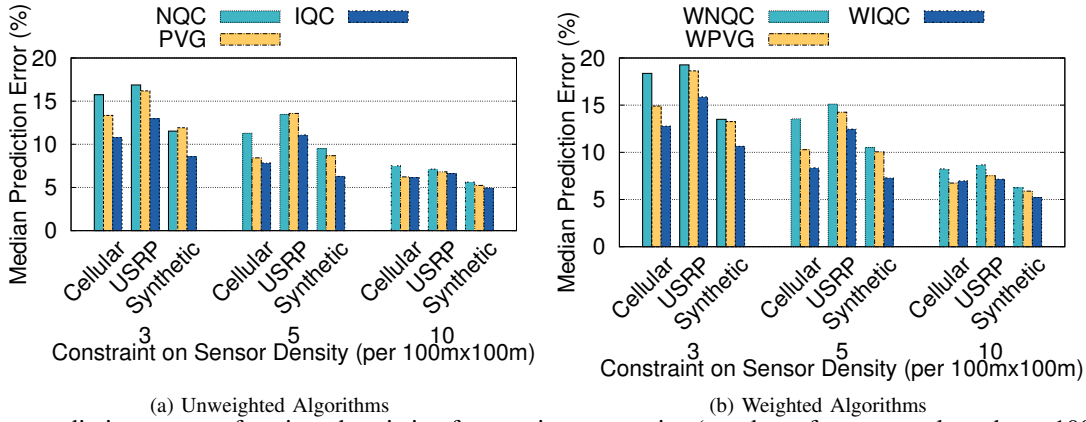 NQC IQC
PVG
Median Prediction Error (%)
20
15
10
5
0
Cellular USRP Synthetic Cellular USRP Synthetic Cellular USRP Synthetic
3 5 10
Constraint on Sensor Density (per 100mx100m)
(a) Unweighted Algorithms
WNQC WIQC
WPVG
Median Prediction Error (%)
20
15
10
5
0
Cellular USRP Synthetic Cellular USRP Synthetic Cellular USRP Synthetic
3 5 10
Constraint on Sensor Density (per 100mx100m)
(b) Weighted Algorithms